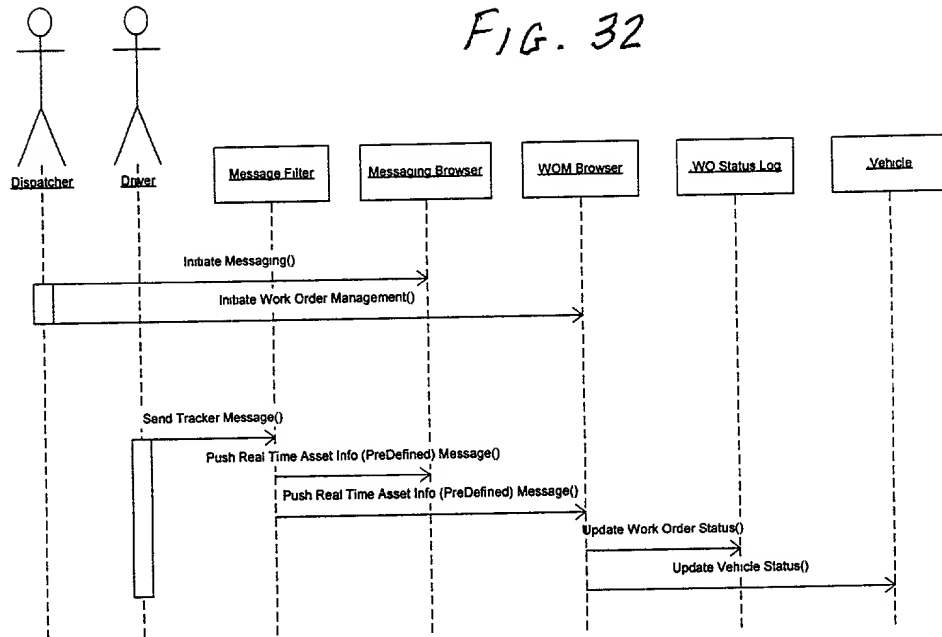 FIG. 32
Dispatcher
Driver
Message Filter
Messaging Browser
WOM Browser
WO Status Log
Vehicle
Initiate Messaging()
Initiate Work Order Management()
Send Tracker Message()
Push Real Time Asset Info (PreDefined) Message()
Push Real Time Asset Info (PreDefined) Message()
Update Work Order Status()
Update Vehicle Status()